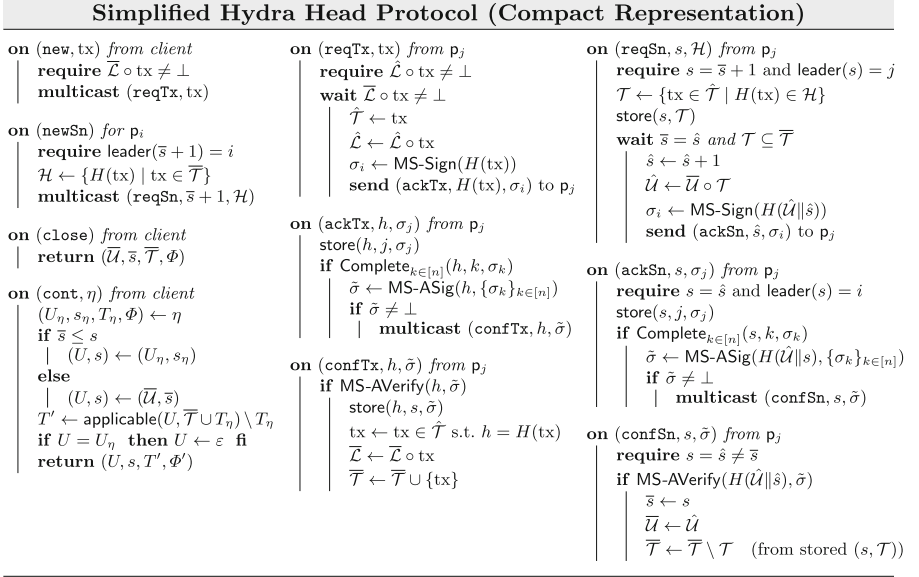 Simplified Hydra Head Protocol (Compact Representation)
on (new, tx) from client
require L̅ ∘ tx ≠ ⊥
multicast (reqTx, tx)
on (newSn) for pᵢ
require leader(s̅ + 1) = i
ℋ ← {H(tx) | tx ∈ 𝒯̅}
multicast (reqSn, s̅ + 1, ℋ)
on (close) from client
return (𝒰̅, s̅, 𝒯̅, Φ)
on (cont, η) from client
(U_η, s_η, T_η, Φ) ← η
if s̅ ≤ s
(U, s) ← (U_η, s_η)
else
(U, s) ← (𝒰̅, s̅)
T′ ← applicable(U, 𝒯̅ ∪ T_η) \ T_η
if U = U_η then U ← ε fi
return (U, s, T′, Φ′)
on (reqTx, tx) from pⱼ
require ℒ̂ ∘ tx ≠ ⊥
wait ℒ̅ ∘ tx ≠ ⊥
𝒯̂ ← tx
ℒ̂ ← ℒ̂ ∘ tx
σᵢ ← MS-Sign(H(tx))
send (ackTx, H(tx), σᵢ) to pⱼ
on (ackTx, h, σⱼ) from pⱼ
store(h, j, σⱼ)
if Complete_{k∈[n]}(h, k, σₖ)
σ̃ ← MS-ASig(h, {σₖ}_{k∈[n]})
if σ̃ ≠ ⊥
multicast (confTx, h, σ̃)
on (confTx, h, σ̃) from pⱼ
if MS-AVerify(h, σ̃)
store(h, s, σ̃)
tx ← tx ∈ 𝒯̂ s.t. h = H(tx)
ℒ̅ ← ℒ̅ ∘ tx
𝒯̅ ← 𝒯̅ ∪ {tx}
on (reqSn, s, ℋ) from pⱼ
require s = s̅ + 1 and leader(s) = j
𝒯 ← {tx ∈ 𝒯̂ | H(tx) ∈ ℋ}
store(s, 𝒯)
wait s̅ = ŝ and 𝒯 ⊆ 𝒯̅
ŝ ← ŝ + 1
𝒰̂ ← 𝒰̅ ∘ 𝒯
σᵢ ← MS-Sign(H(𝒰̂‖ŝ))
send (ackSn, ŝ, σᵢ) to pⱼ
on (ackSn, s, σⱼ) from pⱼ
require s = ŝ and leader(s) = i
store(s, j, σⱼ)
if Complete_{k∈[n]}(s, k, σₖ)
σ̃ ← MS-ASig(H(𝒰̂‖s), {σₖ}_{k∈[n]})
if σ̃ ≠ ⊥
multicast (confSn, s, σ̃)
on (confSn, s, σ̃) from pⱼ
require s = ŝ ≠ s̅
if MS-AVerify(H(𝒰̂‖ŝ), σ̃)
s̅ ← s
𝒰̅ ← 𝒰̂
𝒯̅ ← 𝒯̅ \ 𝒯 (from stored (s, 𝒯))